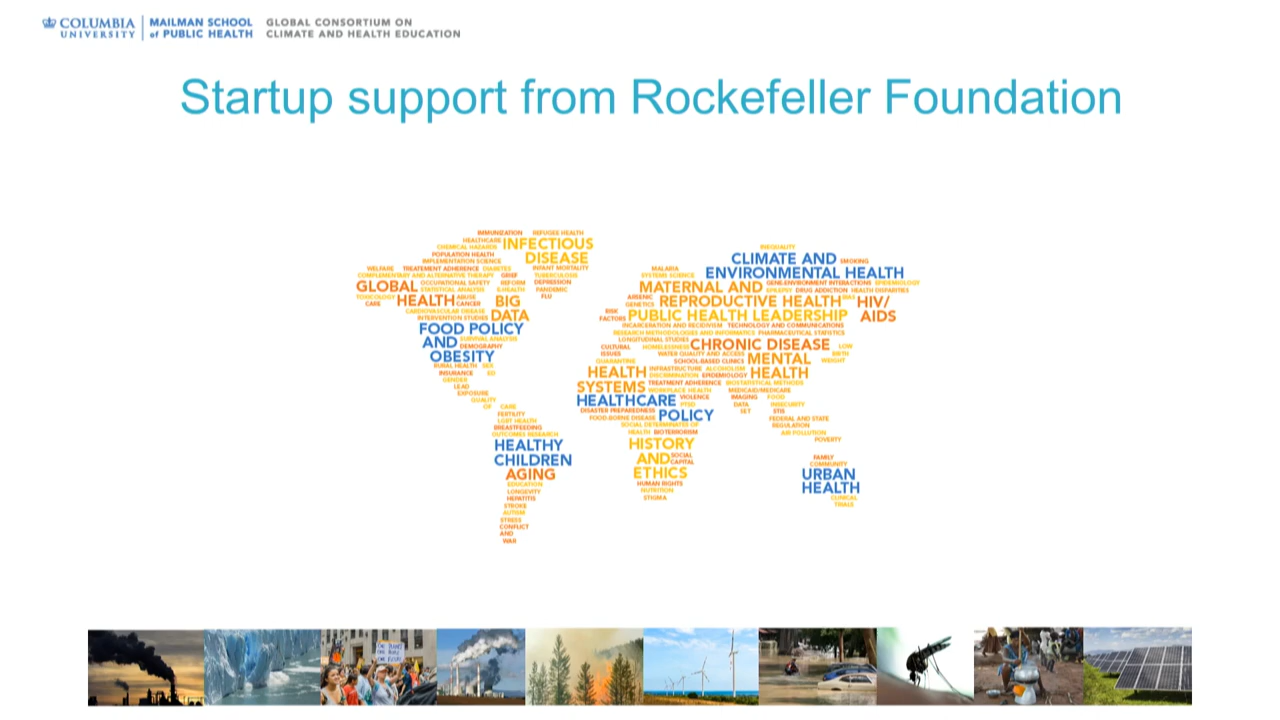 COLUMBIA
UNIVERSITY
MAILMAN SCHOOL
of PUBLIC HEALTH
GLOBAL CONSORTIUM ON
CLIMATE AND HEALTH EDUCATION
Startup support from Rockefeller Foundation
IMMUNIZATION REFUGEE HEALTH
HEALTHCARE INFECTIOUS
CHEMICAL HAZARDS
POPULATION HEALTH DISEASE
IMPLEMENTATION SCIENCE
WELFARE TREATEMENT ADHERENCE DIABETES INFANT MORTALITY
COMPLEMENTARY AND ALTERNATIVE THERAPY GRIEF TUBERCULOSIS
GLOBAL OCCUPATIONAL SAFETY REFORM DEPRESSION
STATISTICAL ANALYSIS PANDEMIC
TOXICOLOGY HEALTH ABUSE BIG FLU
CARE CANCER
CARDIOVASCULAR DISEASE DATA
INTERVENTION STUDIES
FOOD POLICY
AND SURVIVAL ANALYSIS
DEMOGRAPHY
OBESITY
RURAL HEALTH SEX
INSURANCE ED
GENDER
LEAD
EXPOSURE
QUALITY
OF CARE
FERTILITY
LGBT HEALTH
BREASTFEEDING
OUTCOMES RESEARCH
HEALTHY
CHILDREN
AGING
EDUCATION
LONGEVITY
HEPATITIS
STROKE
AUTISM
STRESS
CONFLICT
AND
WAR
INEQUALITY
CLIMATE AND SMOKING
MALARIA
SYSTEMS SCIENCE ENVIRONMENTAL HEALTH
MATERNAL AND GENE-ENVIRONMENT INTERACTIONS EPIDEMIOLOGY
EPILEPSY DRUG ADDICTION HEALTH DISPARITIES
ARSENIC REPRODUCTIVE HEALTH HIV/
GENETICS
RISK PUBLIC HEALTH LEADERSHIP AIDS
FACTORS
INCARCERATION AND RECIDIVISM TECHNOLOGY AND COMMUNICATIONS
RESEARCH METHODOLOGIES AND INFORMATICS PHARMACEUTICAL STATISTICS
LONGITUDINAL STUDIES CHRONIC DISEASE LOW
CULTURAL HOMELESSNESS BIRTH
ISSUES WATER QUALITY AND ACCESS MENTAL WEIGHT
QUARANTINE SCHOOL-BASED CLINICS
HEALTH INFRASTRUCTURE ALCOHOLISM HEALTH
DISCRIMINATION EPIDEMIOLOGY
SYSTEMS TREATMENT ADHERENCE BIOSTATISTICAL METHODS
WORKPLACE HEALTH MEDICAID/MEDICARE
HEALTHCARE VIOLENCE IMAGING FOOD
PTSD DATA INSECURITY
DISASTER PREPAREDNESS POLICY SET STIS
FOOD-BORNE DISEASE FEDERAL AND STATE
SOCIAL DETERMINATES OF REGULATION
HEALTH BIOTERRORISM AIR POLLUTION
HISTORY POVERTY
AND SOCIAL
CAPITAL
ETHICS
HUMAN RIGHTS
NUTRITION
STIGMA
FAMILY
COMMUNITY
URBAN
HEALTH
CLINICAL
TRIALS